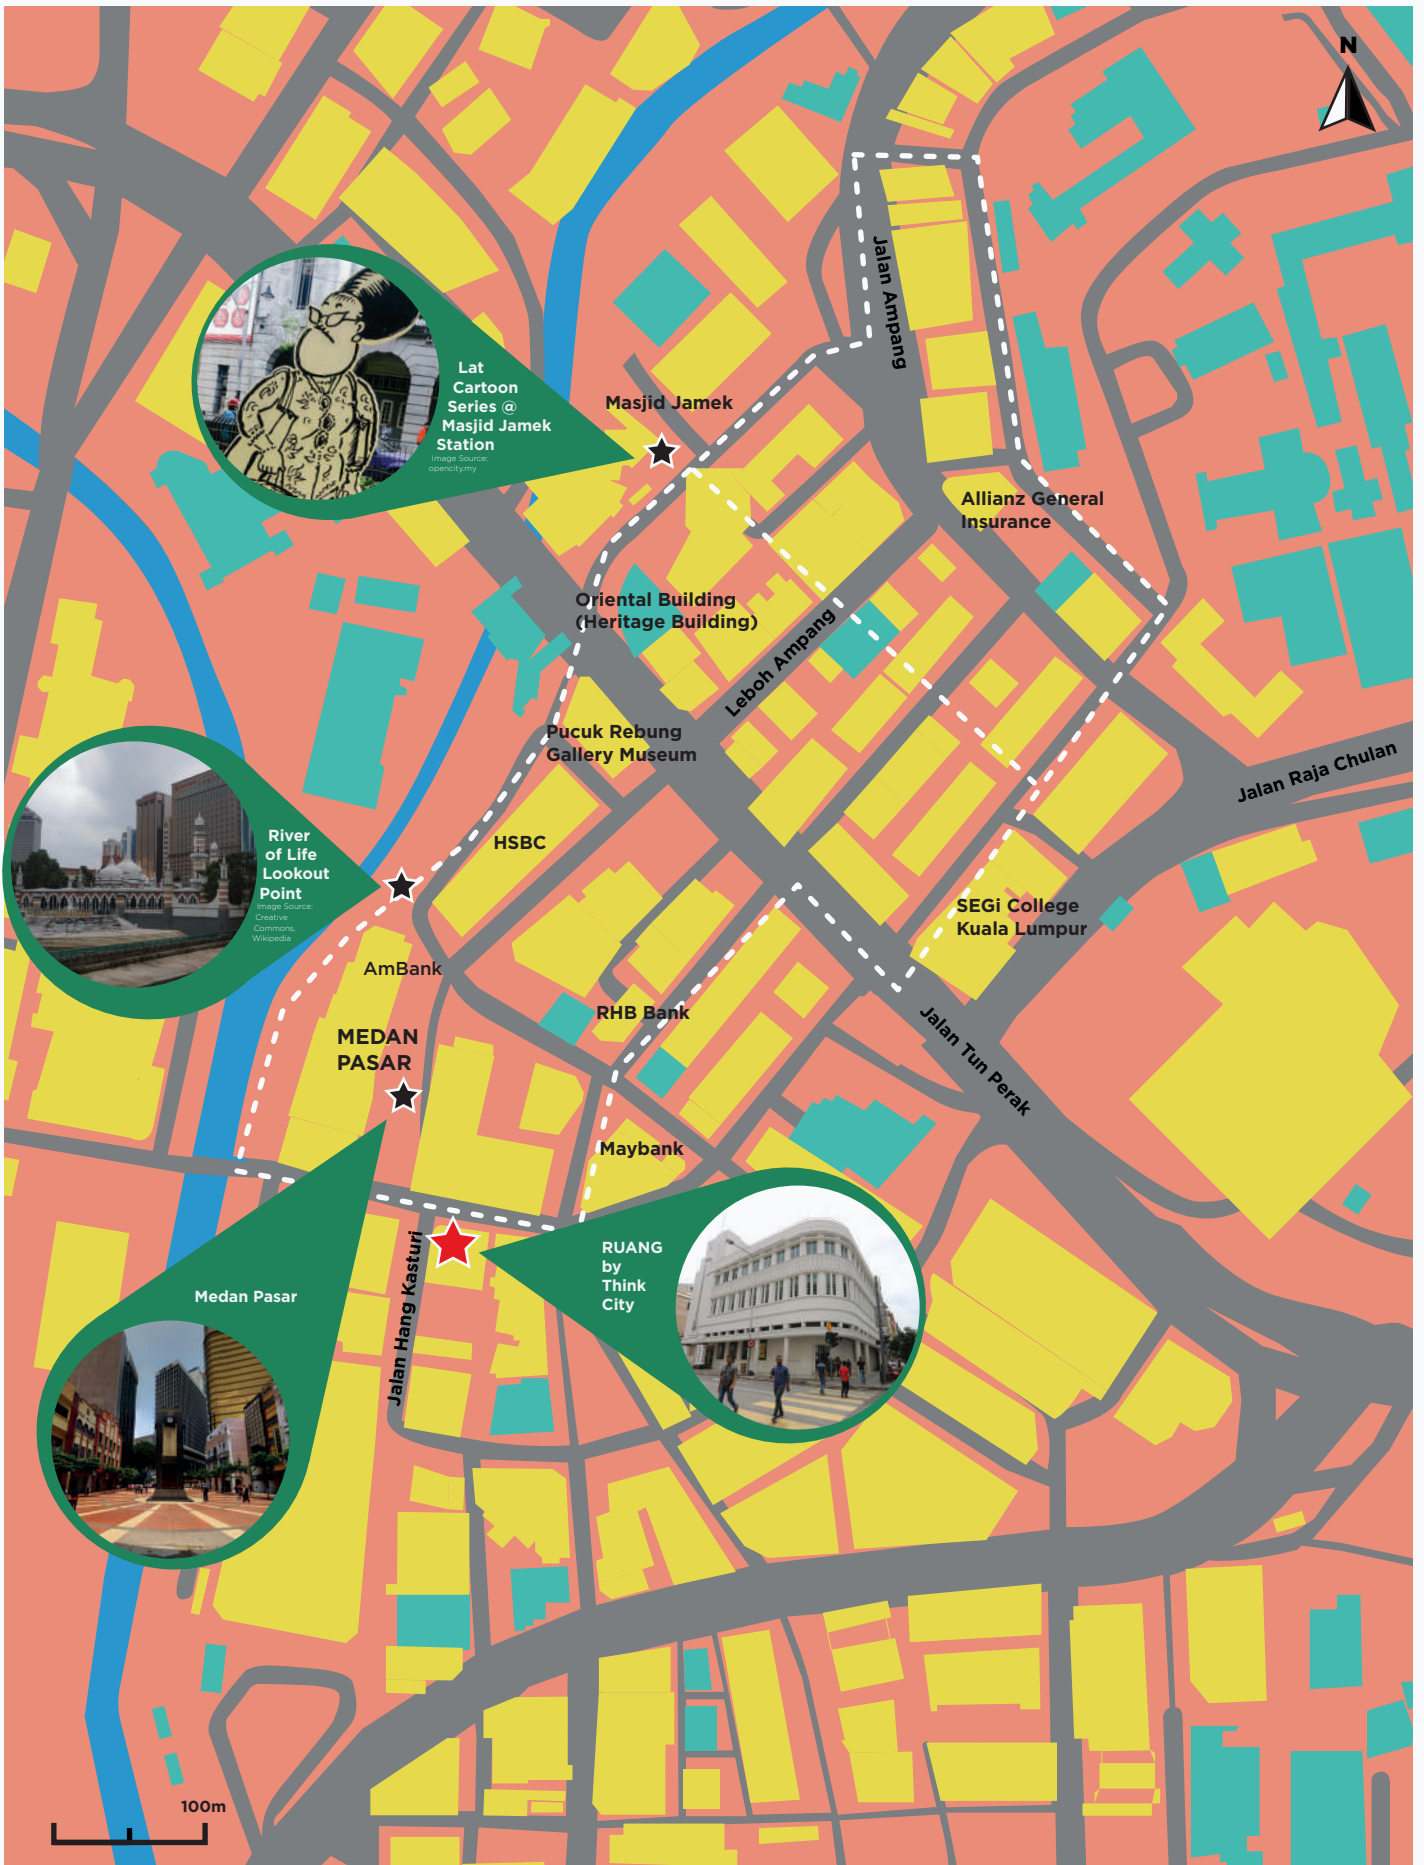 N
Jalan Ampang
Lat
Cartoon
Series @
Masjid Jamek
Station
Image Source:
opencity.my
Masjid Jamek
Allianz General
Insurance
Oriental Building
(Heritage Building)
Leboh Ampang
Pucuk Rebung
Gallery Museum
Jalan Raja Chulan
HSBC
River
of Life
Lookout
Point
Image Source:
Creative
Commons,
Wikipedia
SEGi College
Kuala Lumpur
AmBank
RHB Bank
MEDAN
PASAR
Jalan Tun Perak
Maybank
RUANG
by
Think
City
Jalan Hang Kasturi
Medan Pasar
100m